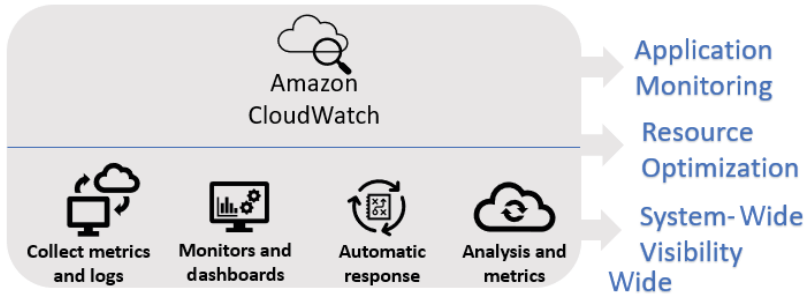 Amazon
CloudWatch
Collect metrics
and logs
Monitors and
dashboards
Automatic
response
Analysis and
metrics
Application
Monitoring
Resource
Optimization
System- Wide
Visibility
Wide